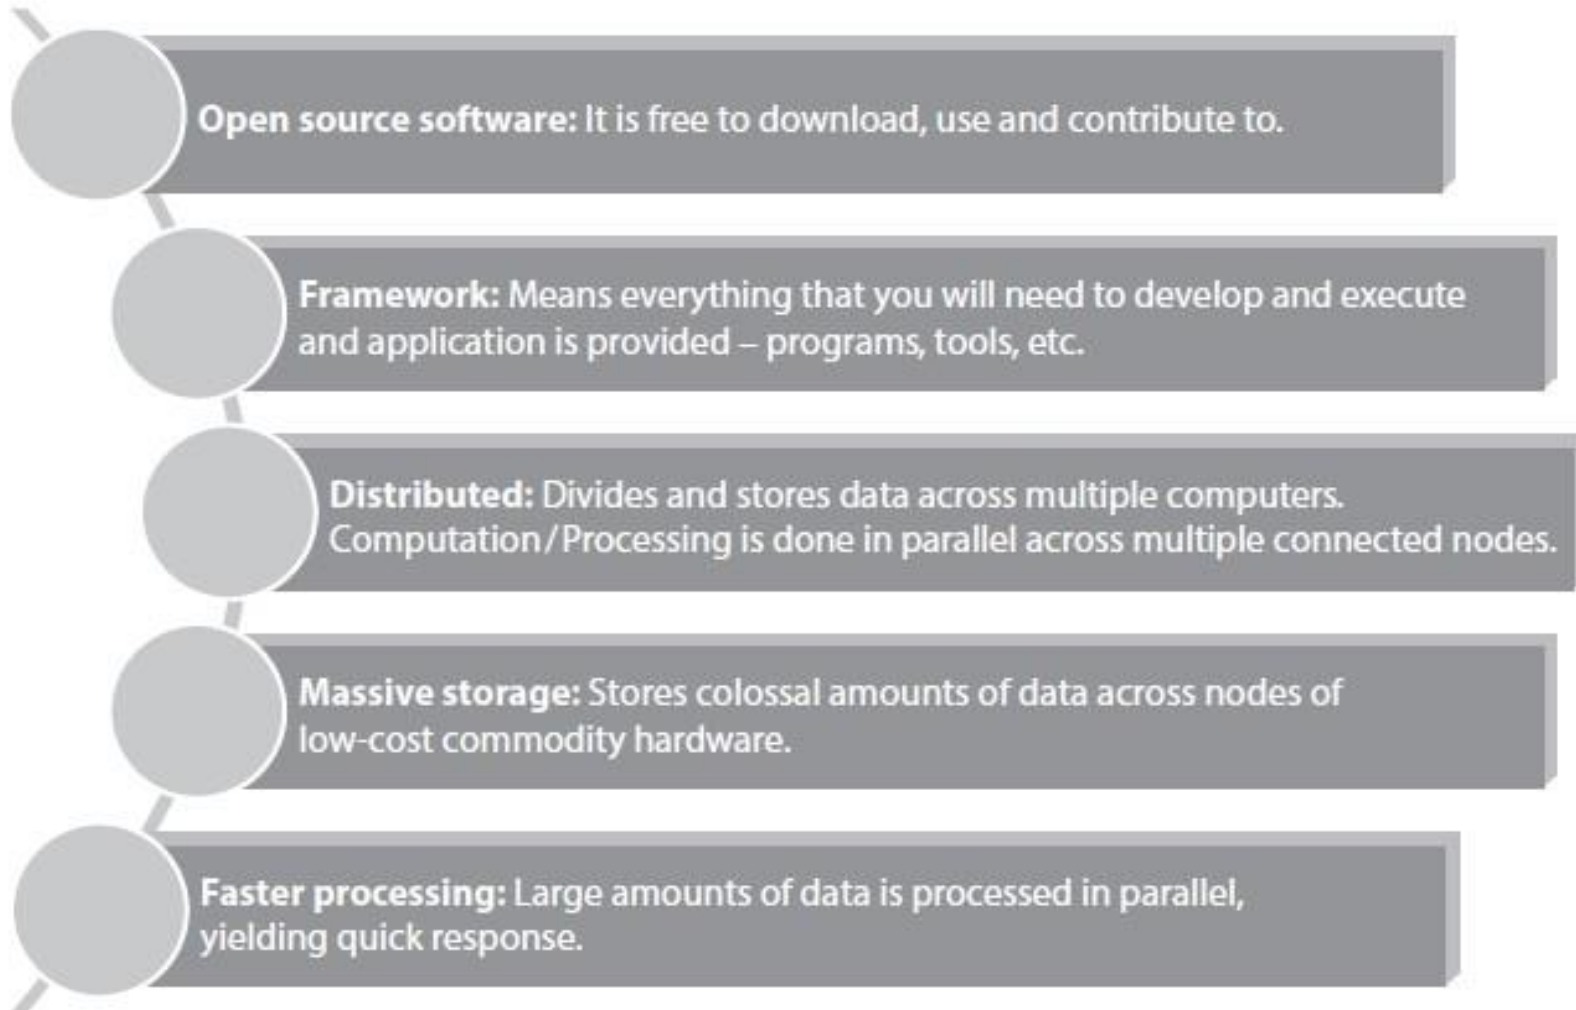 Open source software: It is free to download, use and contribute to.
Framework: Means everything that you will need to develop and execute
and application is provided – programs, tools, etc.
Distributed: Divides and stores data across multiple computers.
Computation/Processing is done in parallel across multiple connected nodes.
Massive storage: Stores colossal amounts of data across nodes of
low-cost commodity hardware.
Faster processing: Large amounts of data is processed in parallel,
yielding quick response.